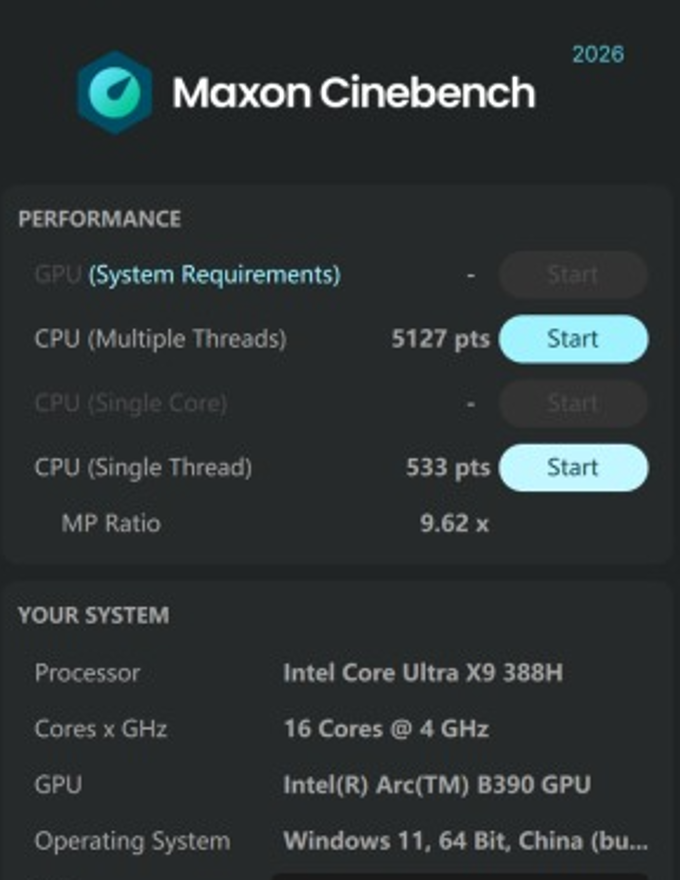 2026
Maxon Cinebench
PERFORMANCE
GPU (System Requirements) - Start
CPU (Multiple Threads) 5127 pts Start
CPU (Single Core) - Start
CPU (Single Thread) 533 pts Start
MP Ratio 9.62 x
YOUR SYSTEM
Processor Intel Core Ultra X9 388H
Cores x GHz 16 Cores @ 4 GHz
GPU Intel(R) Arc(TM) B390 GPU
Operating System Windows 11, 64 Bit, China (bu...